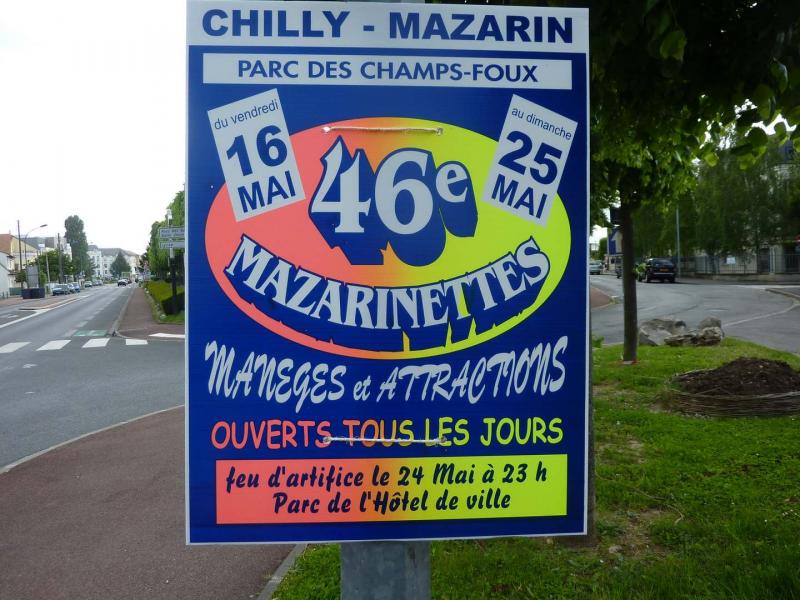 CHILLY - MAZARIN
PARC DES CHAMPS-FOUX
du vendredi
16
MAI
au dimanche
25
MAI
46e
MAZARINETTES
MANEGES et ATTRACTIONS
OUVERTS TOUS LES JOURS
feu d'artifice le 24 Mai à 23 h
Parc de l'Hôtel de ville